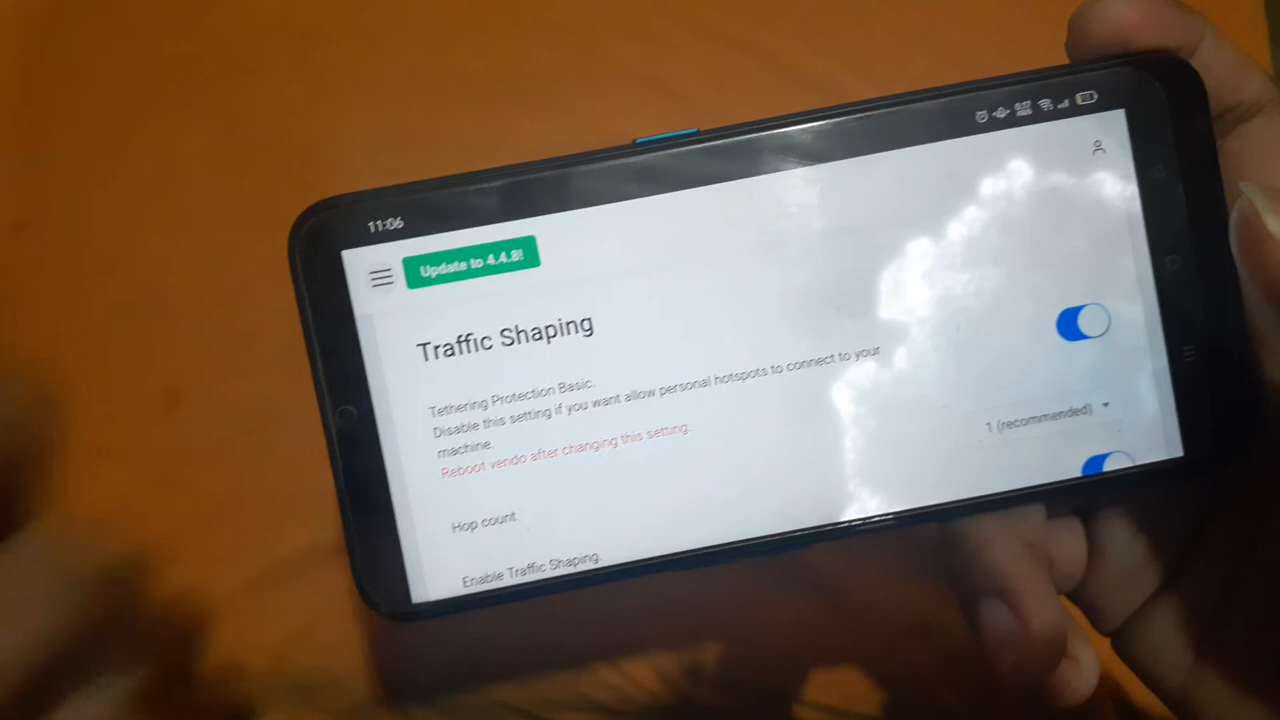 11:06
Update to 4.4.8!
Traffic Shaping
Tethering Protection Basic.
Disable this setting if you want allow personal hotspots to connect to your
machine.
Reboot vendo after changing this setting.
Hop count
1 (recommended)
Enable Traffic Shaping.